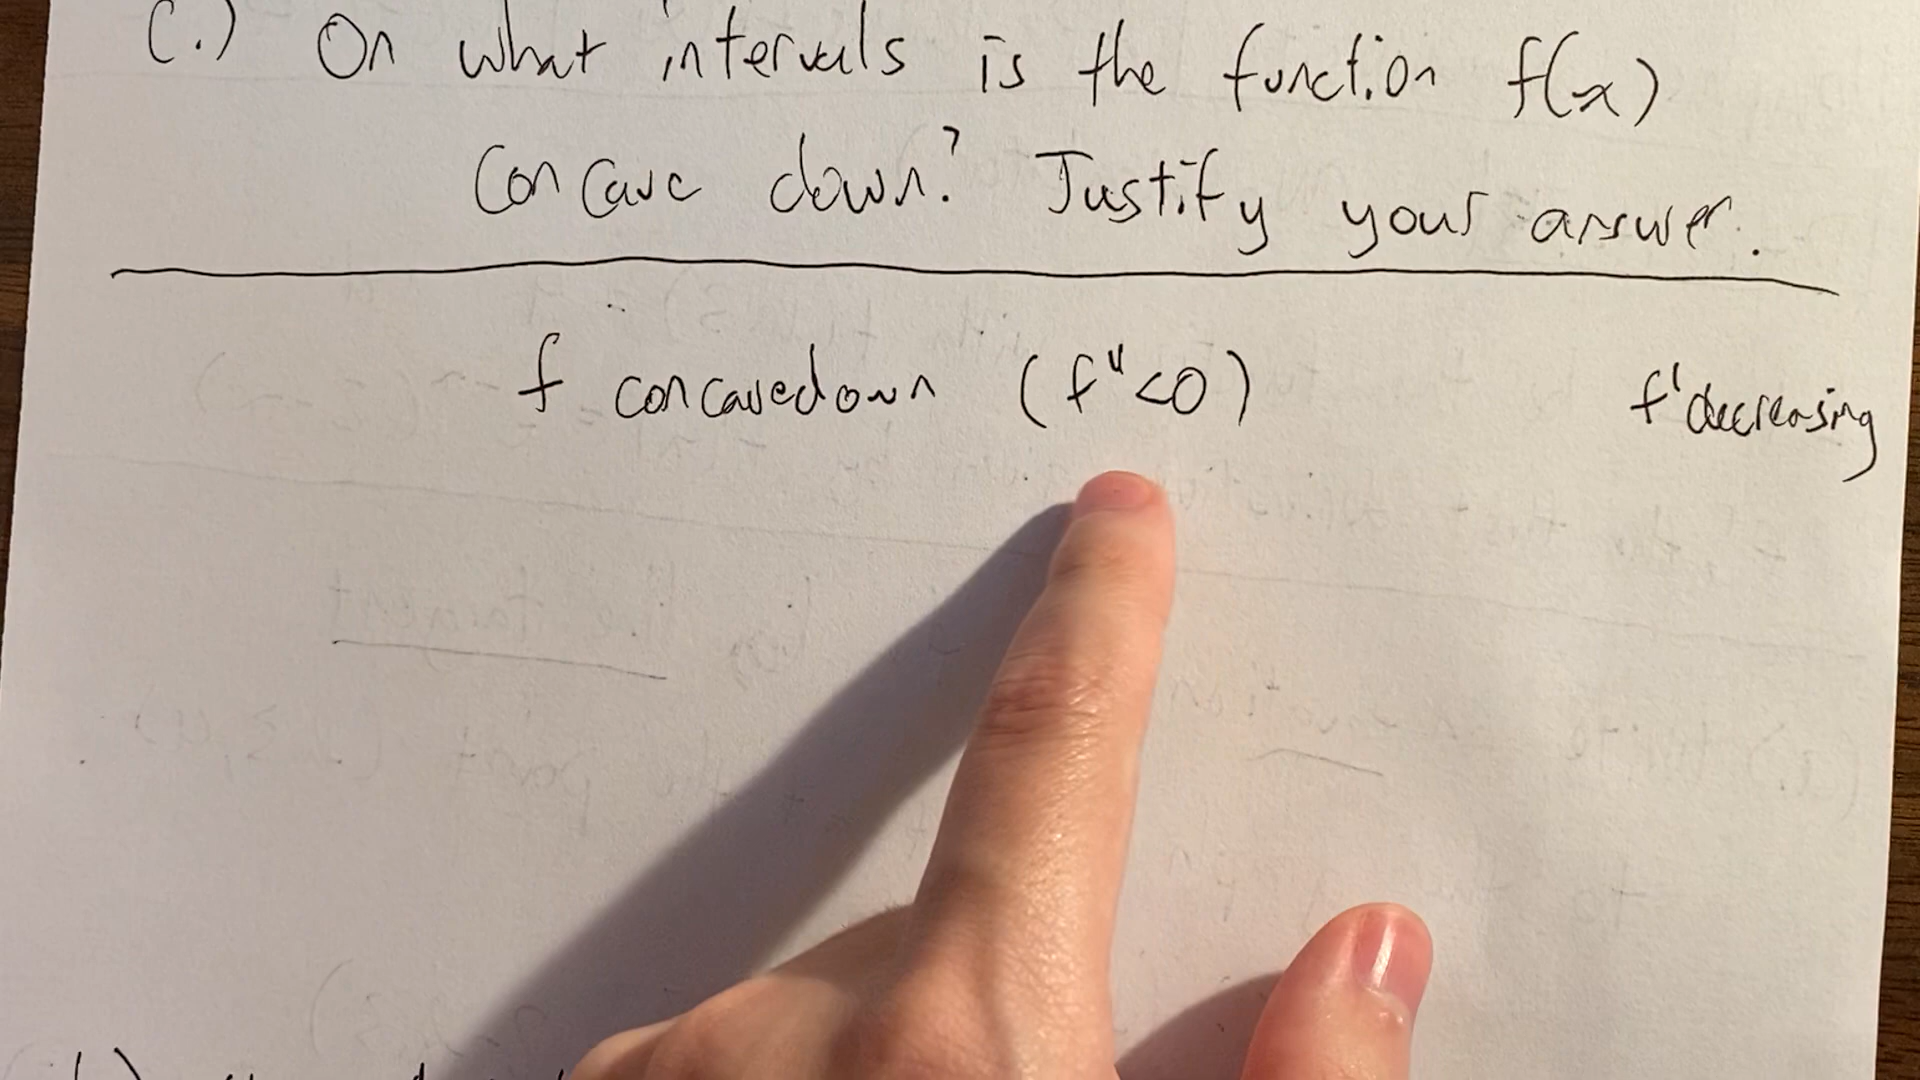 C.) On what intervals is the function f(x)
concave down? Justify your answer.
f concavedown (f"<0) f'decreasing